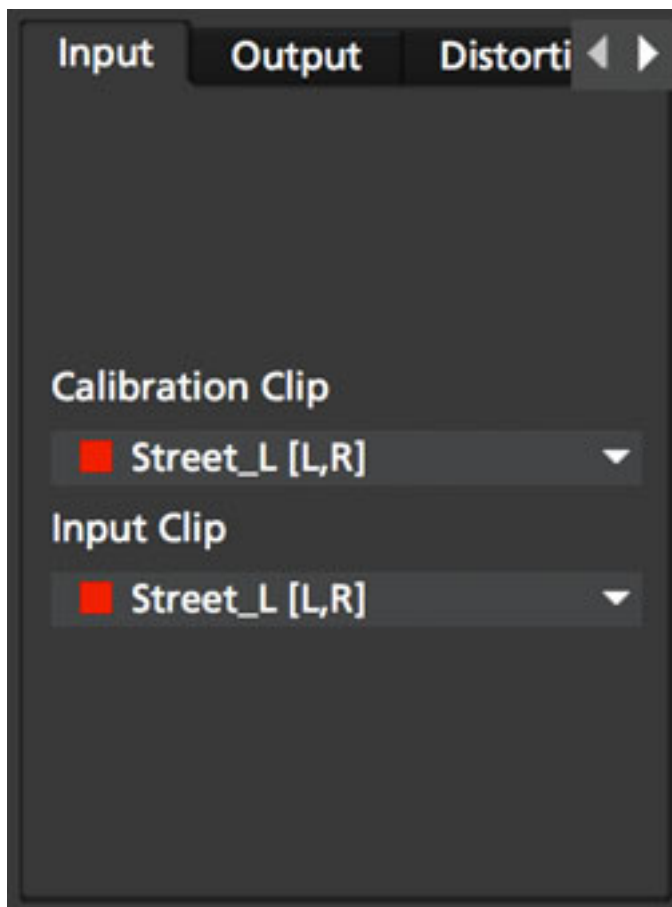 Input Output Distorti
Calibration Clip
Street_L [L,R]
Input Clip
Street_L [L,R]